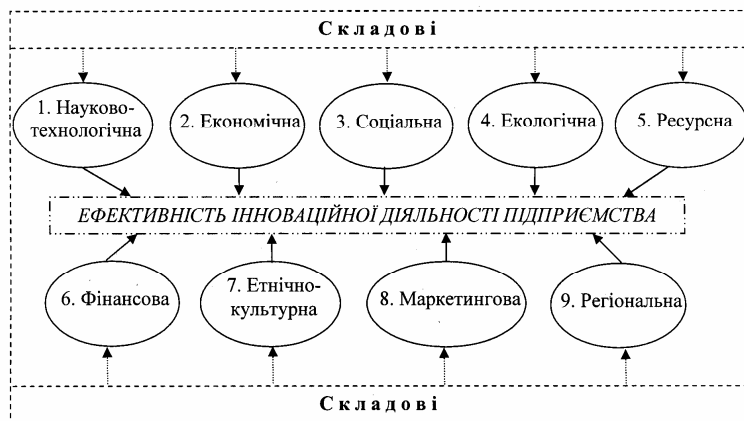 Складові
1. Науково-
технологічна
2. Економічна
3. Соціальна
4. Екологічна
5. Ресурсна
ЕФЕКТИВНІСТЬ ІННОВАЦІЙНОЇ ДІЯЛЬНОСТІ ПІДПРИЄМСТВА
6. Фінансова
7. Етнічно-
культурна
8. Маркетингова
9. Регіональна
Складові